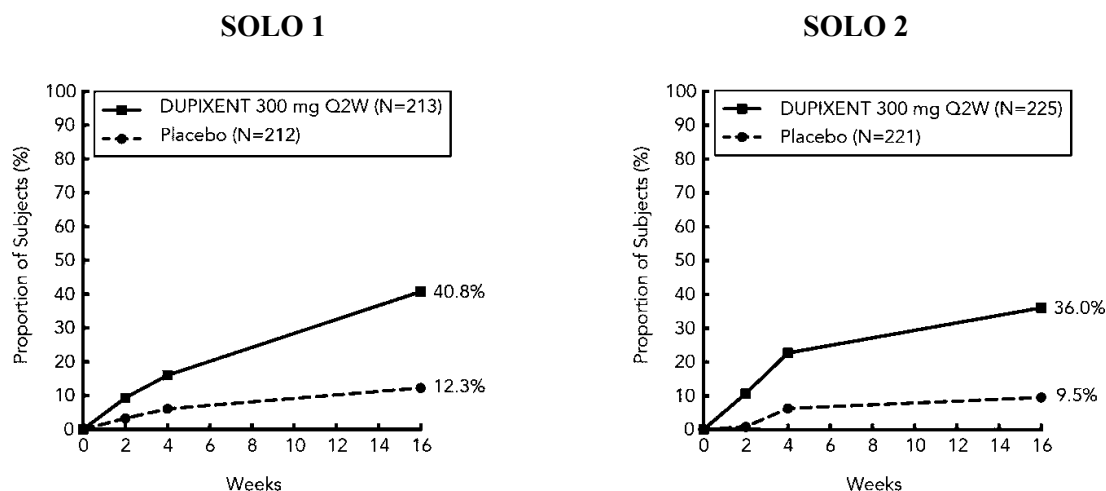 SOLO 1
DUPIXENT 300 mg Q2W (N=213)
Placebo (N=212)
Proportion of Subjects (%)
100
90
80
70
60
50
40
30
20
10
0
40.8%
12.3%
0 2 4 6 8 10 12 14 16
Weeks
SOLO 2
DUPIXENT 300 mg Q2W (N=225)
Placebo (N=221)
Proportion of Subjects (%)
100
90
80
70
60
50
40
30
20
10
0
36.0%
9.5%
0 2 4 6 8 10 12 14 16
Weeks